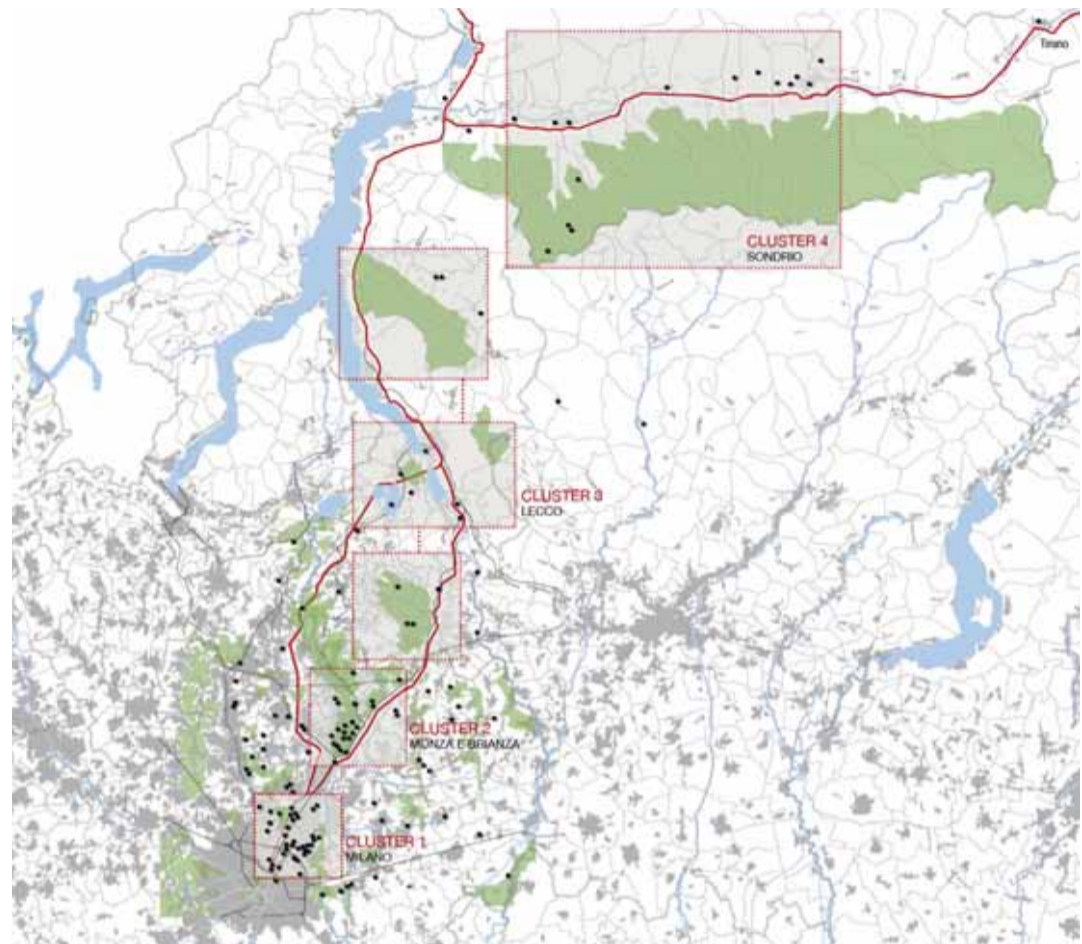 Tirano
CLUSTER 4
SONDRIO
CLUSTER 3
LECCO
CLUSTER 2
MONZA E BRIANZA
CLUSTER 1
MILANO